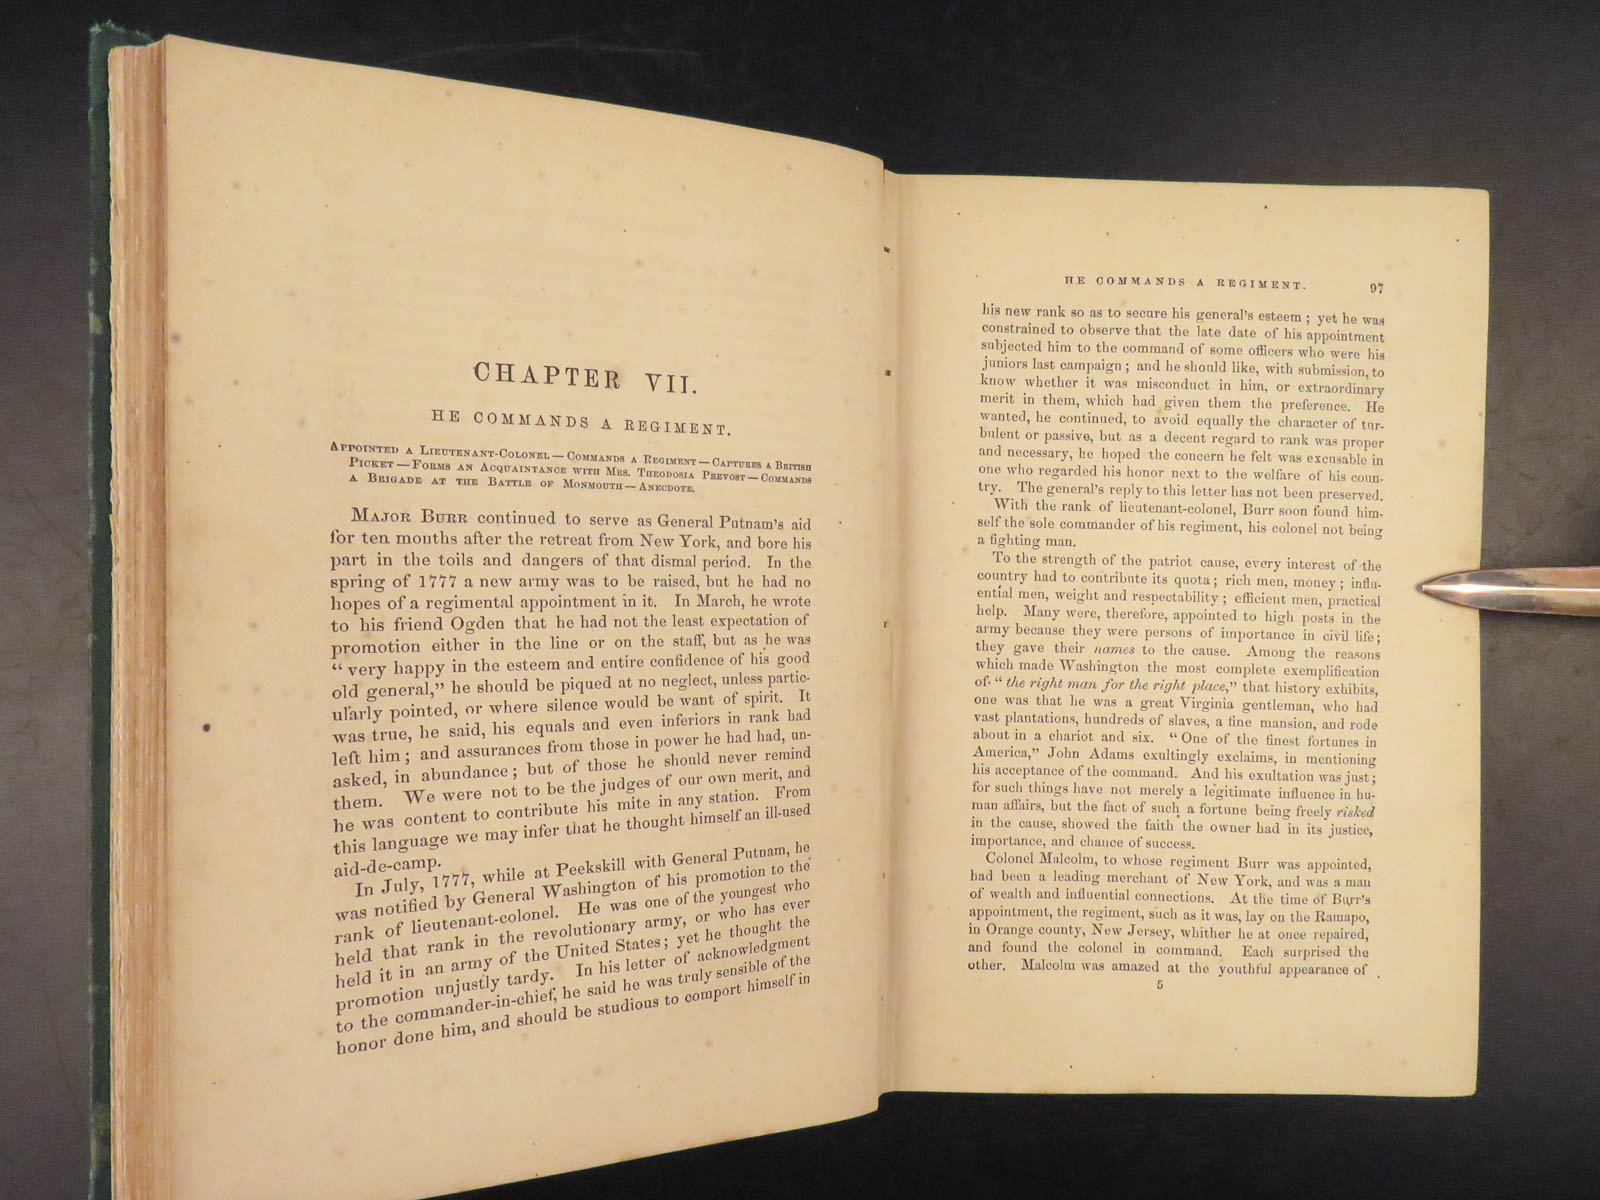 CHAPTER VII.
HE COMMANDS A REGIMENT.
APPOINTED A LIEUTENANT-COLONEL—COMMANDS A REGIMENT—CAPTURES A BRITISH
PICKET—FORMS AN ACQUAINTANCE WITH MRS. THEODOSIA PREVOST—COMMANDS
A BRIGADE AT THE BATTLE OF MONMOUTH—ANECDOTE.
MAJOR BURR continued to serve as General Putnam's aid
for ten months after the retreat from New York, and bore his
part in the toils and dangers of that dismal period. In the
spring of 1777 a new army was to be raised, but he had no
hopes of a regimental appointment in it. In March, he wrote
to his friend Ogden that he had not the least expectation of
promotion either in the line or on the staff, but as he was
"very happy in the esteem and entire confidence of his good
old general," he should be piqued at no neglect, unless partic-
ularly pointed, or where silence would be want of spirit. It
was true, he said, his equals and even inferiors in rank had
left him; and assurances from those in power he had had, un-
asked, in abundance; but of those he should never remind
them. We were not to be the judges of our own merit, and
he was content to contribute his mite in any station. From
this language we may infer that he thought himself an ill-used
aid-de-camp.
In July, 1777, while at Peekskill with General Putnam, he
was notified by General Washington of his promotion to the
rank of lieutenant-colonel. He was one of the youngest who
held that rank in the revolutionary army, or who has ever
held it in an army of the United States; yet he thought the
promotion unjustly tardy. In his letter of acknowledgment
to the commander-in-chief, he said he was truly sensible of the
honor done him, and should be studious to comport himself in
HE COMMANDS A REGIMENT. 97
his new rank so as to secure his general's esteem; yet he was
constrained to observe that the late date of his appointment
subjected him to the command of some officers who were his
juniors last campaign; and he should like, with submission, to
know whether it was misconduct in him, or extraordinary
merit in them, which had given them the preference. He
wanted, he continued, to avoid equally the character of tur-
bulent or passive, but as a decent regard to rank was proper
and necessary, he hoped the concern he felt was excusable in
one who regarded his honor next to the welfare of his coun-
try. The general's reply to this letter has not been preserved.
With the rank of lieutenant-colonel, Burr soon found him-
self the sole commander of his regiment, his colonel not being
a fighting man.
To the strength of the patriot cause, every interest of the
country had to contribute its quota; rich men, money; influ-
ential men, weight and respectability; efficient men, practical
help. Many were, therefore, appointed to high posts in the
army because they were persons of importance in civil life;
they gave their names to the cause. Among the reasons
which made Washington the most complete exemplification
of "the right man for the right place," that history exhibits,
one was that he was a great Virginia gentleman, who had
vast plantations, hundreds of slaves, a fine mansion, and rode
about in a chariot and six. "One of the finest fortunes in
America," John Adams exultingly exclaims, in mentioning
his acceptance of the command. And his exultation was just;
for such things have not merely a legitimate influence in hu-
man affairs, but the fact of such a fortune being freely risked
in the cause, showed the faith the owner had in its justice,
importance, and chance of success.
Colonel Malcolm, to whose regiment Burr was appointed,
had been a leading merchant of New York, and was a man
of wealth and influential connections. At the time of Burr's
appointment, the regiment, such as it was, lay on the Ramapo,
in Orange county, New Jersey, whither he at once repaired,
and found the colonel in command. Each surprised the
other. Malcolm was amazed at the youthful appearance of
5